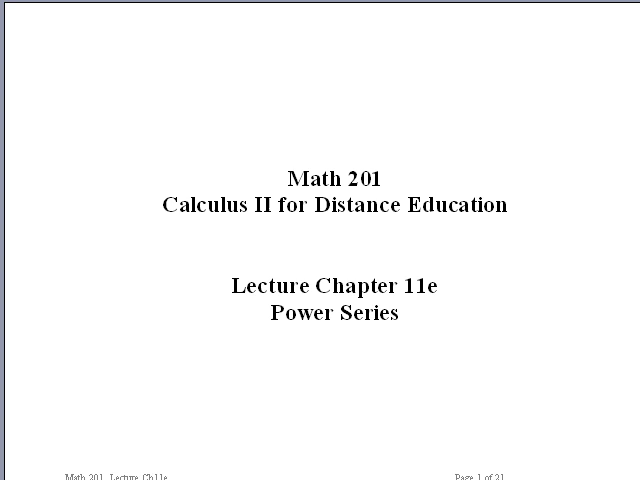 Math 201
Calculus II for Distance Education
Lecture Chapter 11e
Power Series
Math 201, Lecture Ch11e
Page 1 of 21